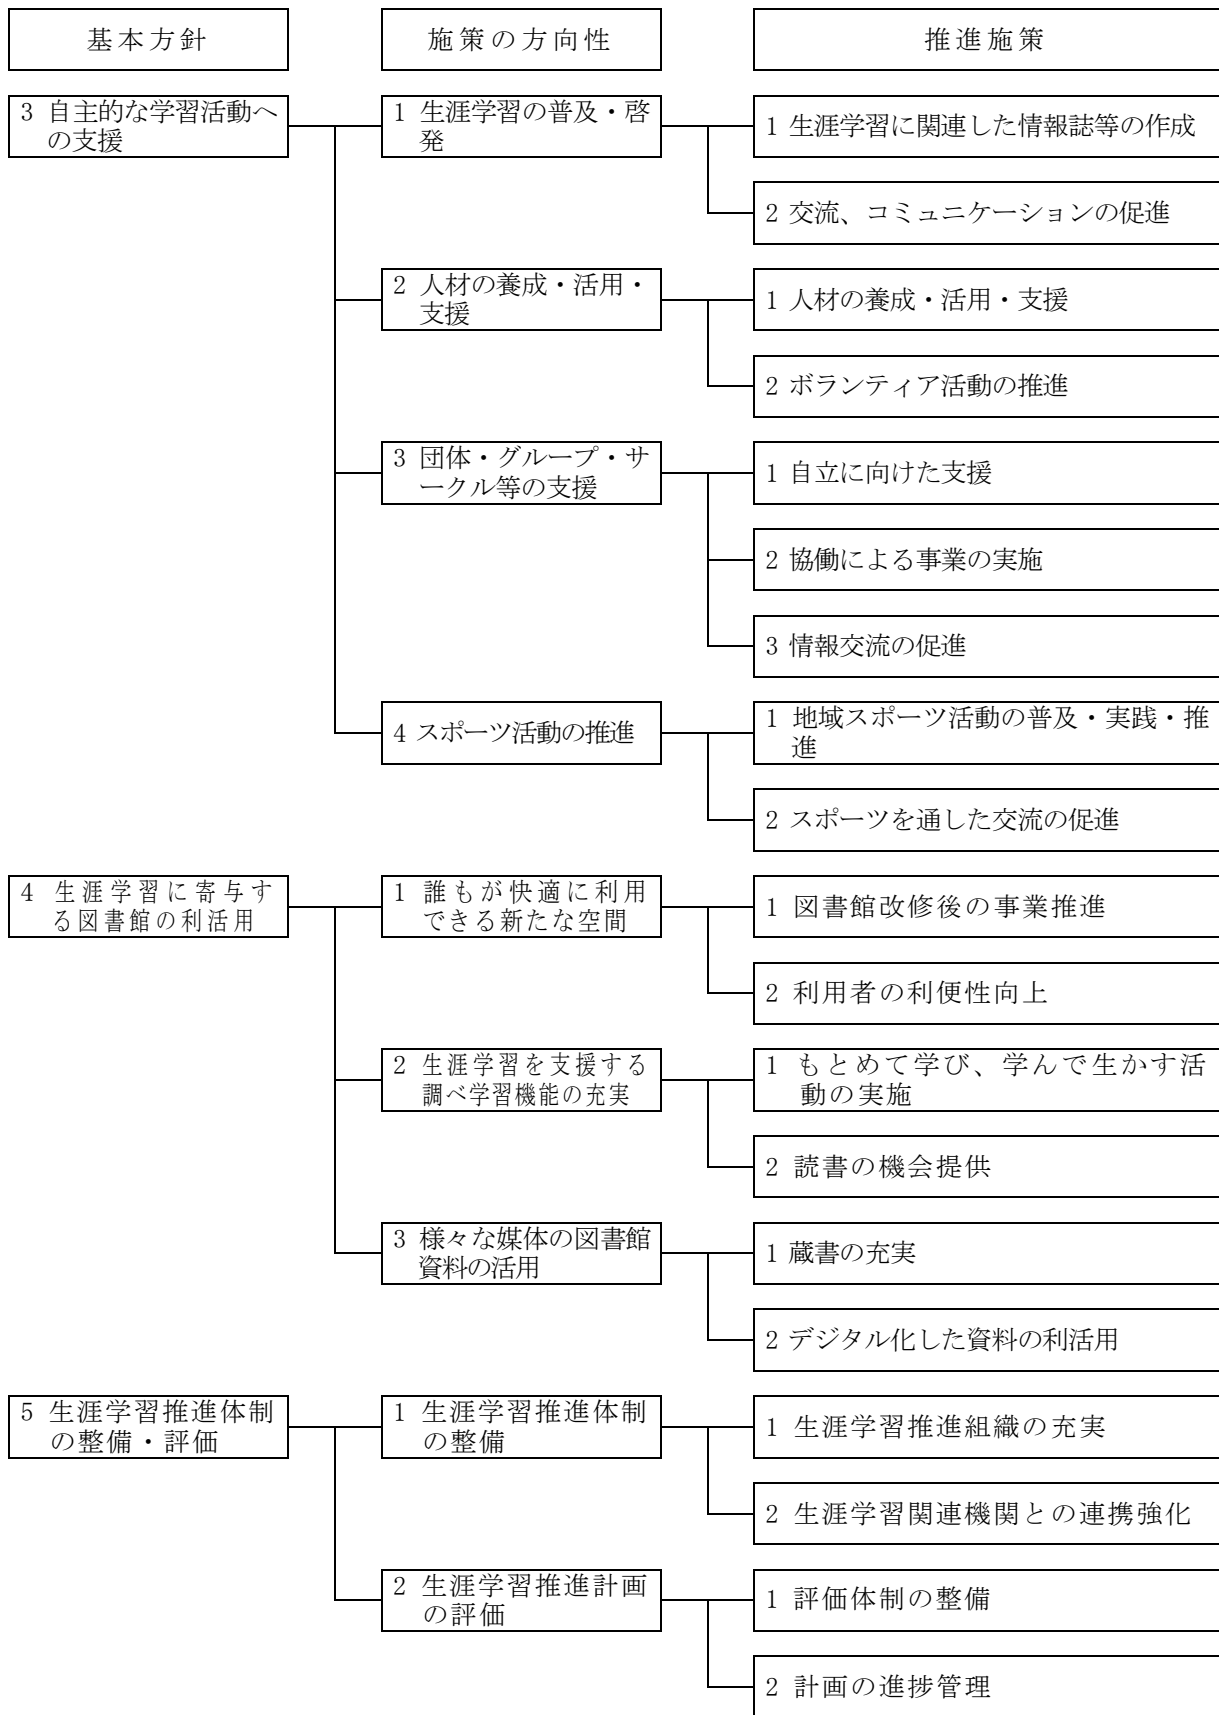 基本方針
施策の方向性
推進施策
3 自主的な学習活動へ
の支援
1 生涯学習の普及・啓
発
1 生涯学習に関連した情報誌等の作成
2 交流、コミュニケーションの促進
2 人材の養成・活用・
支援
1 人材の養成・活用・支援
2 ボランティア活動の推進
3 団体・グループ・サ
ークル等の支援
1 自立に向けた支援
2 協働による事業の実施
3 情報交流の促進
4 スポーツ活動の推進
1 地域スポーツ活動の普及・実践・推
進
2 スポーツを通した交流の促進
4 生涯学習に寄与す
る図書館の利活用
1 誰もが快適に利用
できる新たな空間
1 図書館改修後の事業推進
2 利用者の利便性向上
2 生涯学習を支援する
調べ学習機能の充実
1 もとめて学び、学んで生かす活
動の実施
2 読書の機会提供
3 様々な媒体の図書館
資料の活用
1 蔵書の充実
2 デジタル化した資料の利活用
5 生涯学習推進体制
の整備・評価
1 生涯学習推進体制
の整備
1 生涯学習推進組織の充実
2 生涯学習関連機関との連携強化
2 生涯学習推進計画
の評価
1 評価体制の整備
2 計画の進捗管理